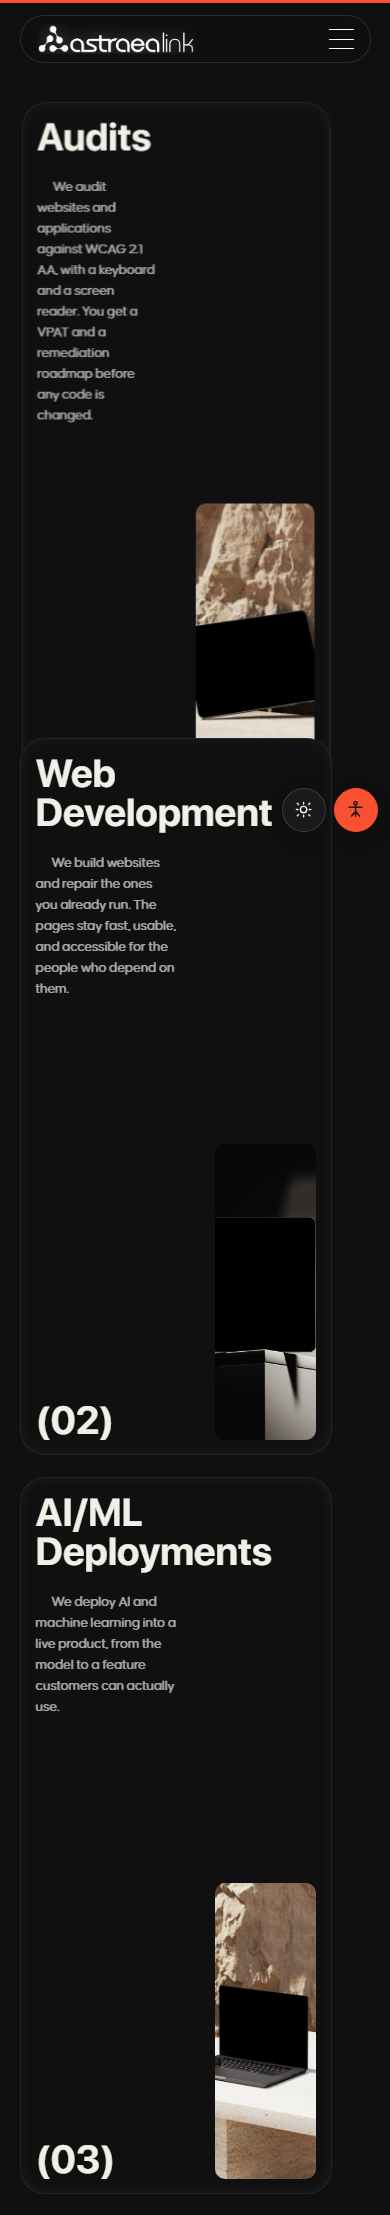 astraealink
Audits
We audit
websites and
applications
against WCAG 2.1
AA, with a keyboard
and a screen
reader. You get a
VPAT and a
remediation
roadmap before
any code is
changed.
Web
Development
We build websites
and repair the ones
you already run. The
pages stay fast, usable,
and accessible for the
people who depend on
them.
(02)
AI/ML
Deployments
We deploy AI and
machine learning into a
live product, from the
model to a feature
customers can actually
use.
(03)